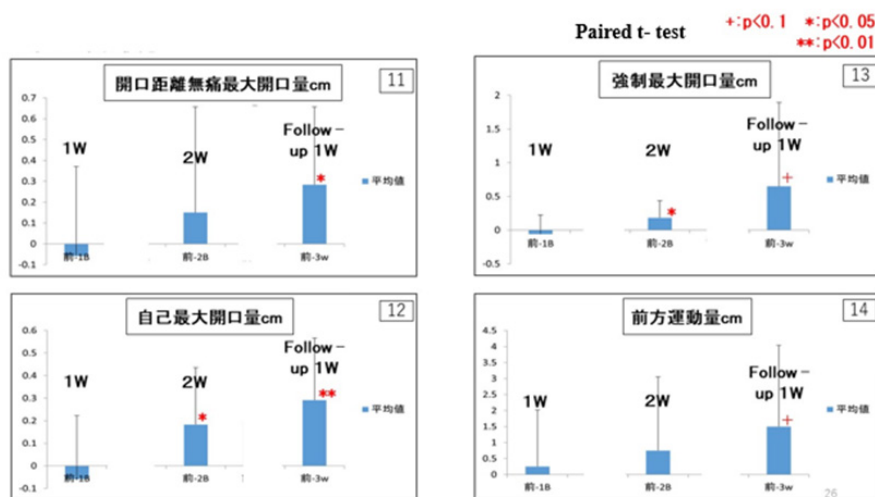 Paired t- test
+:p<0.1 *:p<0.05
**:p<0.01
開口距離無痛最大開口量cm
11
0.7
0.6
0.5
0.4
0.3
0.2
0.1
0
-0.1
1W
2W
Follow-
up 1W
*
前-1B
前-2B
前-3w
平均値
強制最大開口量cm
13
2
1.5
1
0.5
0
-0.5
1W
2W
*
Follow-
up 1W
+
前-1B
前-2B
前-3w
平均値
自己最大開口量cm
12
0.6
0.5
0.4
0.3
0.2
0.1
0
-0.1
1W
2W
*
Follow-
up 1W
**
前-1B
前-2B
前-3w
平均値
前方運動量cm
14
4.5
4
3.5
3
2.5
2
1.5
1
0.5
0
1W
2W
Follow-
up 1W
+
前-1B
前-2B
前-3w
平均値
26